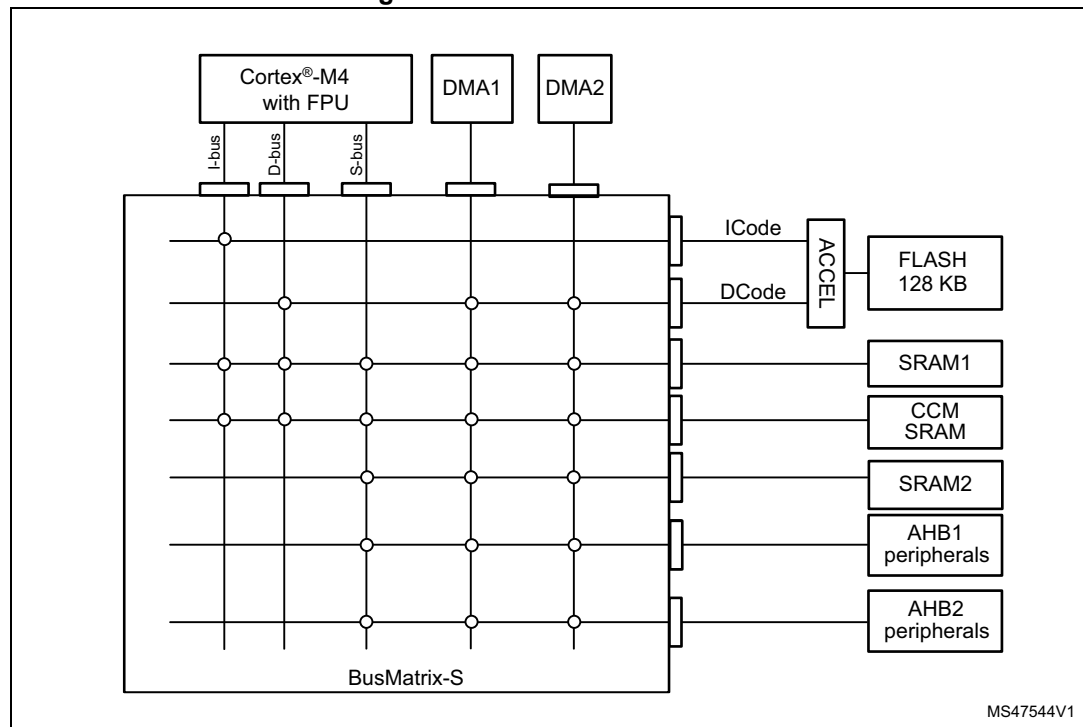 Cortex®-M4
with FPU
DMA1
DMA2
I-bus
D-bus
S-bus
ICode
DCode
ACCEL
FLASH
128 KB
SRAM1
CCM
SRAM
SRAM2
AHB1
peripherals
AHB2
peripherals
BusMatrix-S
MS47544V1